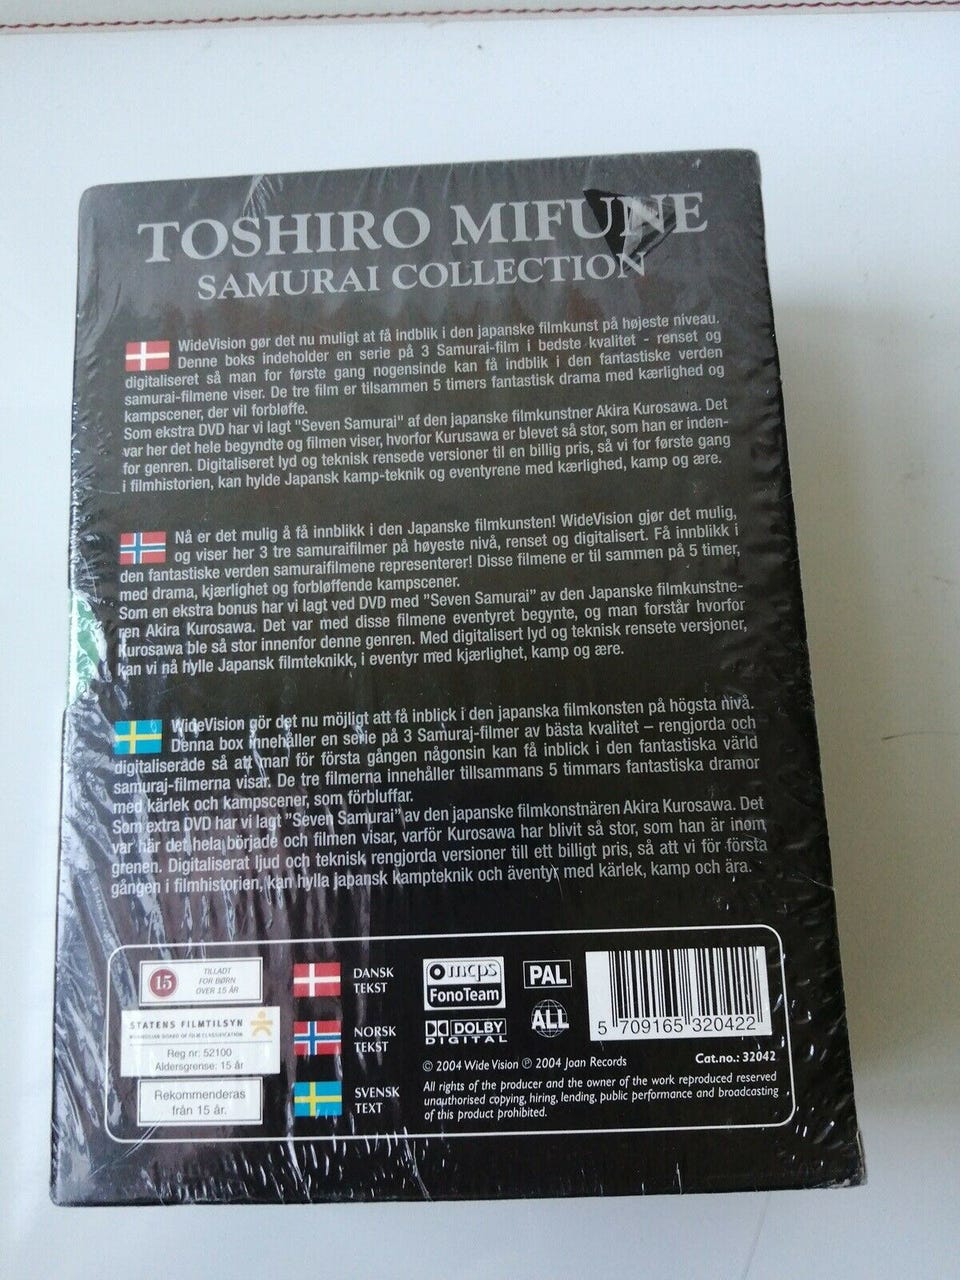 TOSHIRO MIFUNE
SAMURAI COLLECTION
WideVision gør det nu muligt at få indblik i den japanske filmkunst på højeste niveau.
Denne boks indeholder en serie på 3 Samurai-film i bedste kvalitet - renset og
digitaliseret så man for første gang nogensinde kan få indblik i den fantastiske verden
samurai-filmene viser. De tre film er tilsammen 5 timers fantastisk drama med kærlighed og
kampscener, der vil forbløffe.
Som ekstra DVD har vi lagt "Seven Samurai" af den japanske filmkunstner Akira Kurosawa. Det
var her det hele begyndte og filmen viser, hvorfor Kurusawa er blevet så stor, som han er inden-
for genren. Digitaliseret lyd og teknisk rensede versioner til en billig pris, så vi for første gang
i filmhistorien, kan hylde Japansk kamp-teknik og eventyrene med kærlighed, kamp og ære.
Nå er det mulig å få innblikk i den Japanske filmkunsten! WideVision gjør det mulig,
og viser her 3 tre samuraifilmer på høyeste nivå, renset og digitalisert. Få innblikk i
den fantastiske verden samuraifilmene representerer! Disse filmene er til sammen på 5 timer,
med drama, kjærlighet og forbløffende kampscener.
Som en ekstra bonus har vi lagt ved DVD med "Seven Samurai" av den Japanske filmkunstne-
ren Akira Kurosawa. Det var med disse filmene eventyret begynte, og man forstår hvorfor
Kurosawa ble så stor innenfor denne genren. Med digitalisert lyd og teknisk rensete versjoner,
kan vi nå hylle Japansk filmteknikk, i eventyr med kjærlighet, kamp og ære.
WideVision gör det nu möjligt att få inblick i den japanska filmkonsten på högsta nivå.
Denna box innehåller en serie på 3 Samuraj-filmer av bästa kvalitet – rengjorda och
digitaliserade så att man för första gången någonsin kan få inblick i den fantastiska värld
samuraj-filmerna visar. De tre filmerna innehåller tillsammans 5 timmars fantastiska dramor
med kärlek och kampscener, som förbluffar.
Som extra DVD har vi lagt "Seven Samurai" av den japanske filmkonstnären Akira Kurosawa. Det
var här det hela började och filmen visar, varför Kurosawa har blivit så stor, som han är inom
grenen. Digitaliserat ljud och teknisk rengjorda versioner till ett billigt pris, så att vi för första
gången i filmhistorien, kan hylla japansk kampteknik och äventyr med kärlek, kamp och ära.
15
TILLADT
FOR BØRN
OVER 15 ÅR
STATENS FILMTILSYN
NORWEGIAN BOARD OF FILM CLASSIFICATION
Reg nr: 52100
Aldersgrense: 15 år
Rekommenderas
från 15 år.
DANSK
TEKST
NORSK
TEKST
SVENSK
TEXT
mcps
FonoTeam
DOLBY
DIGITAL
PAL
ALL
5 709165 320422
© 2004 Wide Vision ℗ 2004 Joan Records
Cat.no.: 32042
All rights of the producer and the owner of the work reproduced reserved
unauthorised copying, hiring, lending, public performance and broadcasting
of this product prohibited.